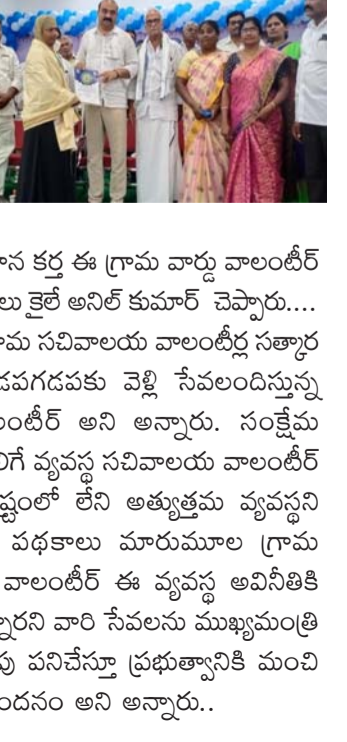 ాన కర్త ఈ గ్రామ వార్డు వాలంటీర్
లు కైలే అనిల్ కుమార్ చెప్పారు....
ామ సచివాలయ వాలంటీర్ల సత్కార
డపగడపకు వెళ్లి సేవలందిస్తున్న
ంటీర్ అని అన్నారు. సంక్షేమ
ిగే వ్యవస్థ సచివాలయ వాలంటీర్
ష్టంలో లేని అత్యుత్తమ వ్యవస్థని
పథకాలు మారుమూల గ్రామ
వాలంటీర్ ఈ వ్యవస్థ అవినీతికి
్నారని వారి సేవలను ముఖ్యమంత్రి
పు పనిచేస్తూ ప్రభుత్వానికి మంచి
ందనం అని అన్నారు..